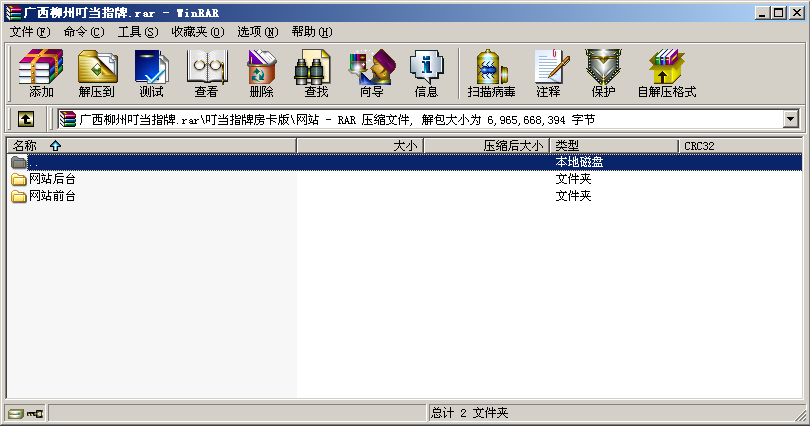 广西柳州叮当指牌.rar - WinRAR
文件(F) 命令(C) 工具(S) 收藏夹(O) 选项(N) 帮助(H)
添加 解压到 测试 查看 删除 查找 向导 信息 扫描病毒 注释 保护 自解压格式
广西柳州叮当指牌.rar\叮当指牌房卡版\网站 - RAR 压缩文件, 解包大小为 6,965,668,394 字节
名称 大小 压缩后大小 类型 CRC32
.. 本地磁盘
网站后台 文件夹
网站前台 文件夹
总计 2 文件夹